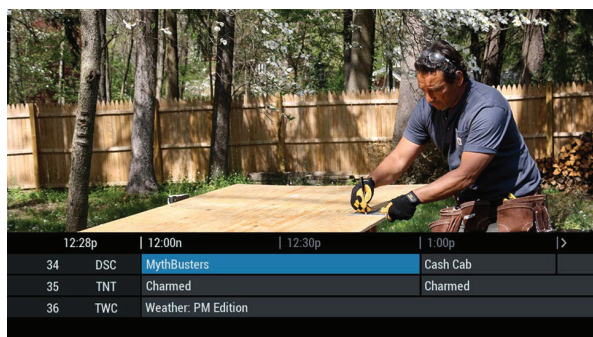 12:28p | 12:00n | 12:30p | 1:00p | >
34 DSC MythBusters Cash Cab
35 TNT Charmed Charmed
36 TWC Weather: PM Edition